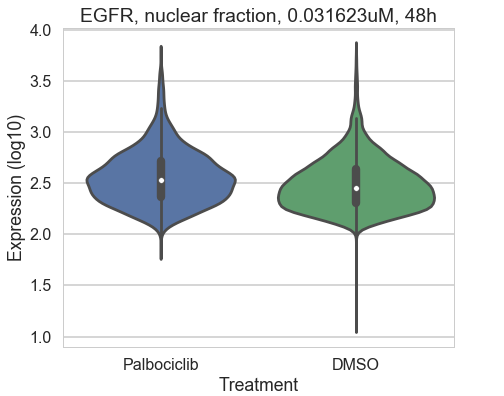 EGFR, nuclear fraction, 0.031623uM, 48h
4.0
3.5
3.0
2.5
2.0
1.5
1.0
Expression (log10)
Palbociclib DMSO
Treatment